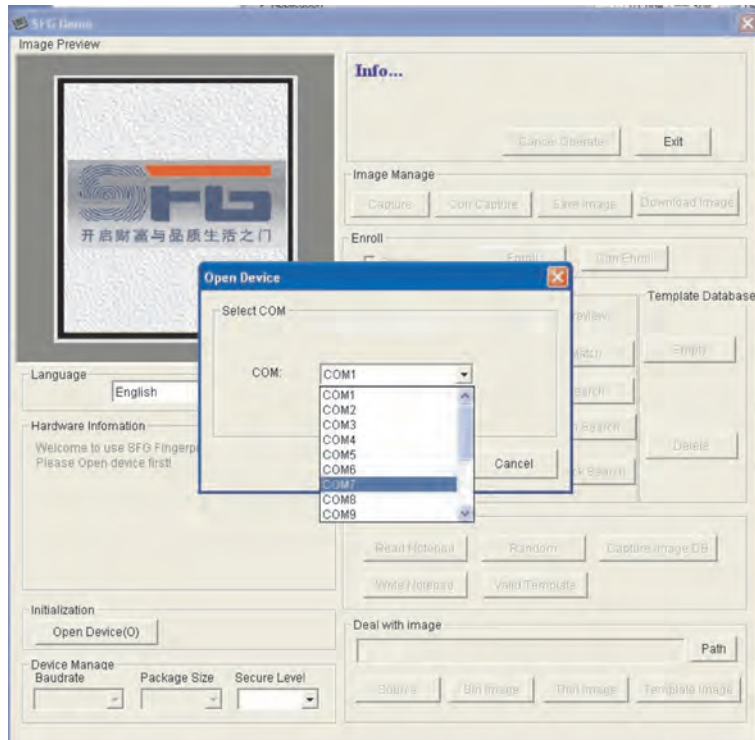 SFG Demo
Image Preview
SFG
开启财富与品质生活之门
Info...
Cancel Operate
Exit
Image Manage
Capture
Con Capture
Save Image
Download Image
Enroll
Enroll
Con Enroll
Open Device
Select COM
COM:
COM1
COM1
COM2
COM3
COM4
COM5
COM6
COM7
COM8
COM9
Cancel
Template Database
Empty
Delete
Match
Search
Language
English
Hardware Infomation
Welcome to use SFG Fingerp
Please Open device first!
Read Notepad
Random
Capture Image DB
Write Notepad
Valid Template
Initialization
Open Device(O)
Deal with image
Path
Device Manage
Baudrate
Package Size
Secure Level
Source
Bin Image
Thin Image
Template Image